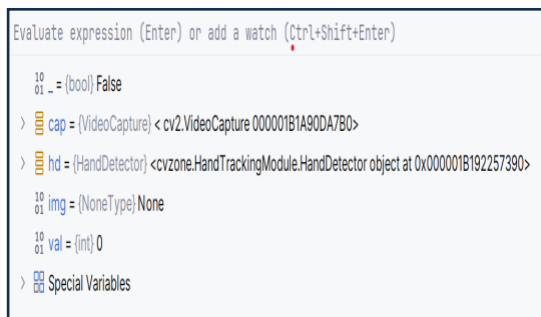 Evaluate expression (Enter) or add a watch (Ctrl+Shift+Enter)
10 01 _ = {bool} False
cap = {VideoCapture} < cv2.VideoCapture 000001B1A90DA7B0>
hd = {HandDetector} <cvzone.HandTrackingModule.HandDetector object at 0x000001B192257390>
10 01 img = {NoneType} None
10 01 val = {int} 0
Special Variables